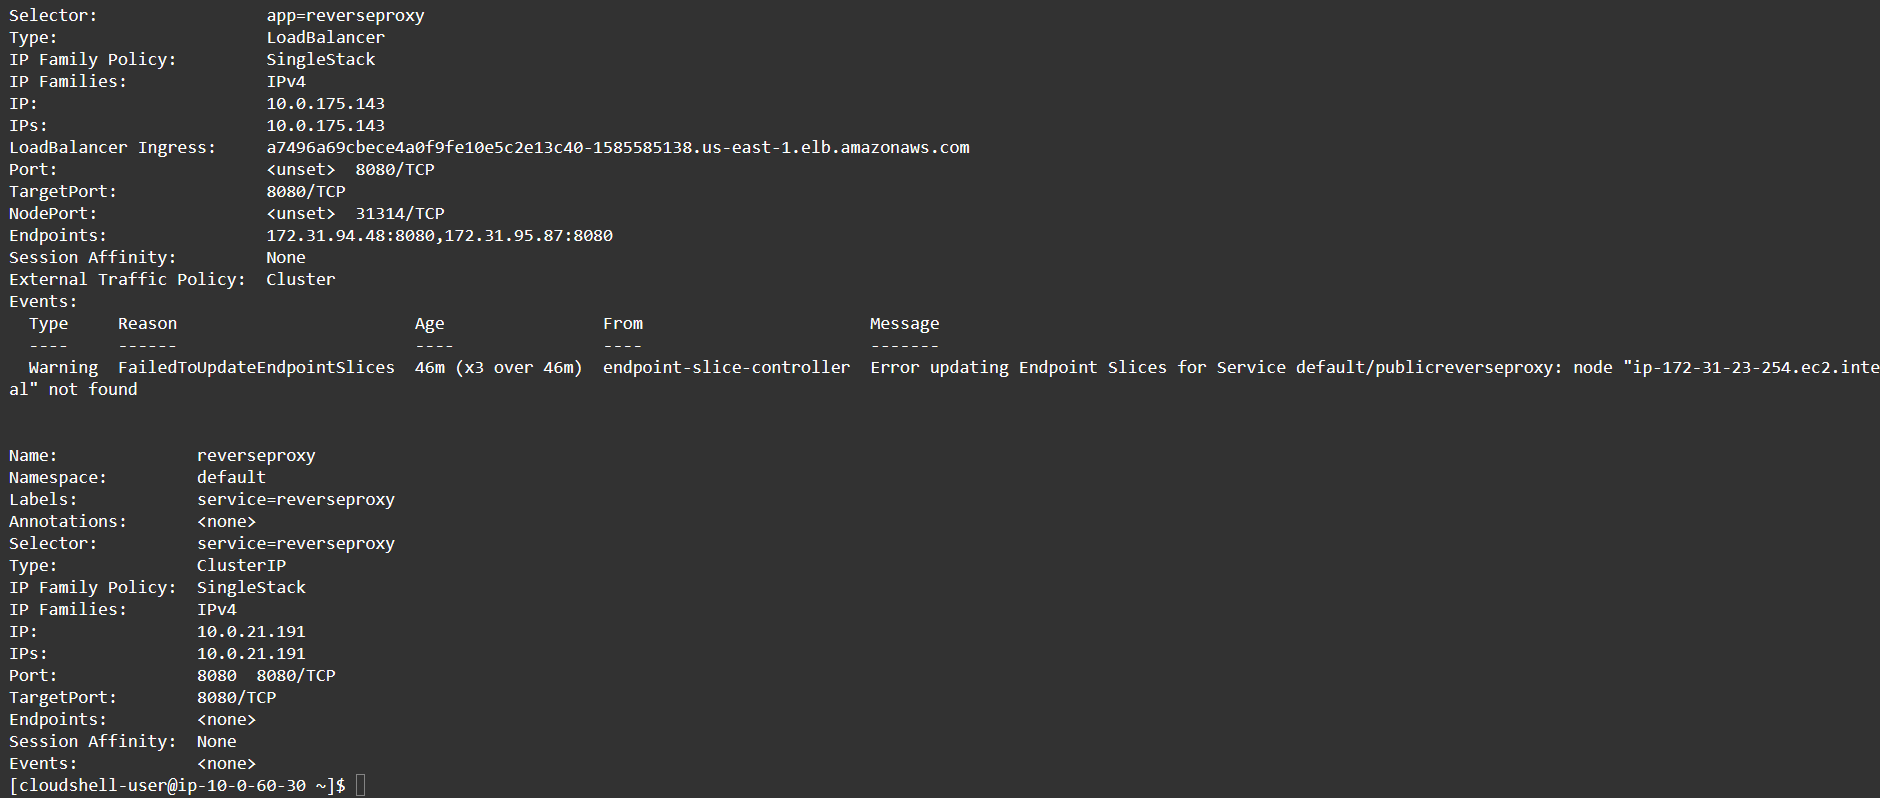 Selector:                 app=reverseproxy
Type:                     LoadBalancer
IP Family Policy:         SingleStack
IP Families:              IPv4
IP:                       10.0.175.143
IPs:                      10.0.175.143
LoadBalancer Ingress:     a7496a69cbece4a0f9fe10e5c2e13c40-1585585138.us-east-1.elb.amazonaws.com
Port:                     <unset>  8080/TCP
TargetPort:               8080/TCP
NodePort:                 <unset>  31314/TCP
Endpoints:                172.31.94.48:8080,172.31.95.87:8080
Session Affinity:         None
External Traffic Policy:  Cluster
Events:
  Type     Reason                        Age                From                       Message
  ----     ------                        ----               ----                       -------
  Warning  FailedToUpdateEndpointSlices  46m (x3 over 46m)  endpoint-slice-controller  Error updating Endpoint Slices for Service default/publicreverseproxy: node "ip-172-31-23-254.ec2.inte
al" not found
Name:              reverseproxy
Namespace:         default
Labels:            service=reverseproxy
Annotations:       <none>
Selector:          service=reverseproxy
Type:              ClusterIP
IP Family Policy:  SingleStack
IP Families:       IPv4
IP:                10.0.21.191
IPs:               10.0.21.191
Port:              8080  8080/TCP
TargetPort:        8080/TCP
Endpoints:         <none>
Session Affinity:  None
Events:            <none>
[cloudshell-user@ip-10-0-60-30 ~]$